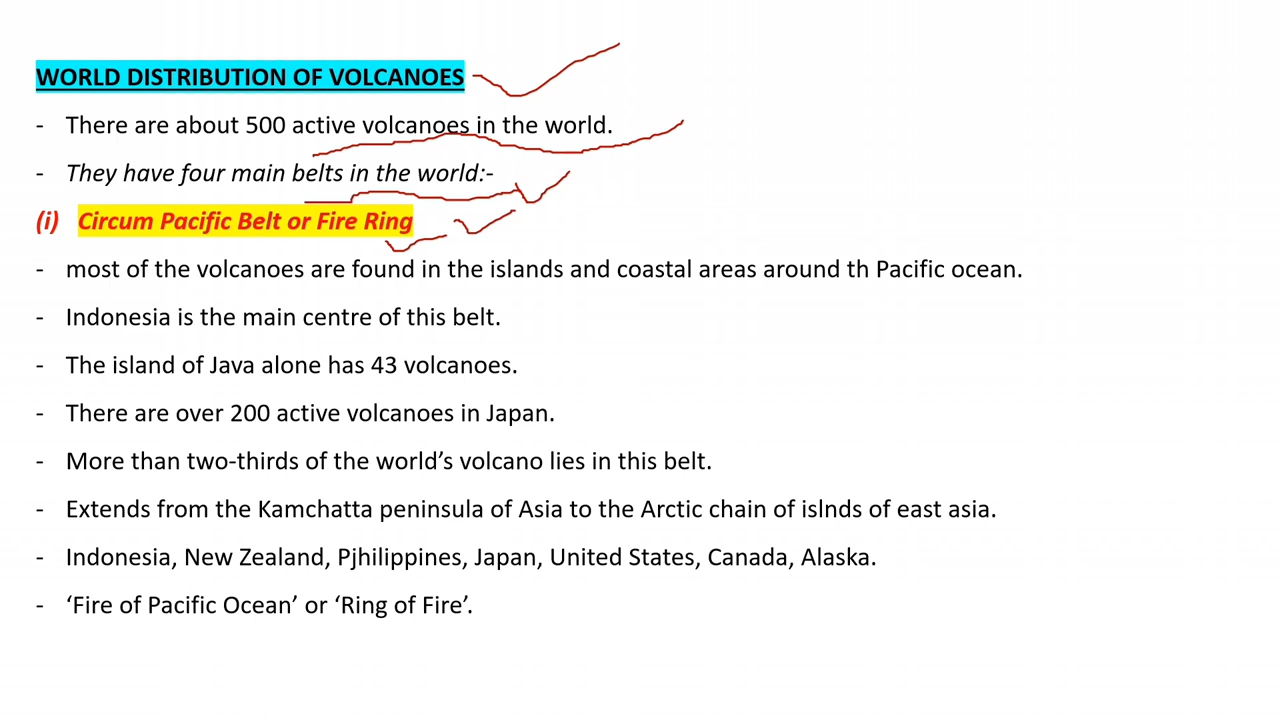 WORLD DISTRIBUTION OF VOLCANOES
- There are about 500 active volcanoes in the world.
- They have four main belts in the world:-
(i) Circum Pacific Belt or Fire Ring
- most of the volcanoes are found in the islands and coastal areas around th Pacific ocean.
- Indonesia is the main centre of this belt.
- The island of Java alone has 43 volcanoes.
- There are over 200 active volcanoes in Japan.
- More than two-thirds of the world’s volcano lies in this belt.
- Extends from the Kamchatta peninsula of Asia to the Arctic chain of islnds of east asia.
- Indonesia, New Zealand, Pjhilippines, Japan, United States, Canada, Alaska.
- ‘Fire of Pacific Ocean’ or ‘Ring of Fire’.